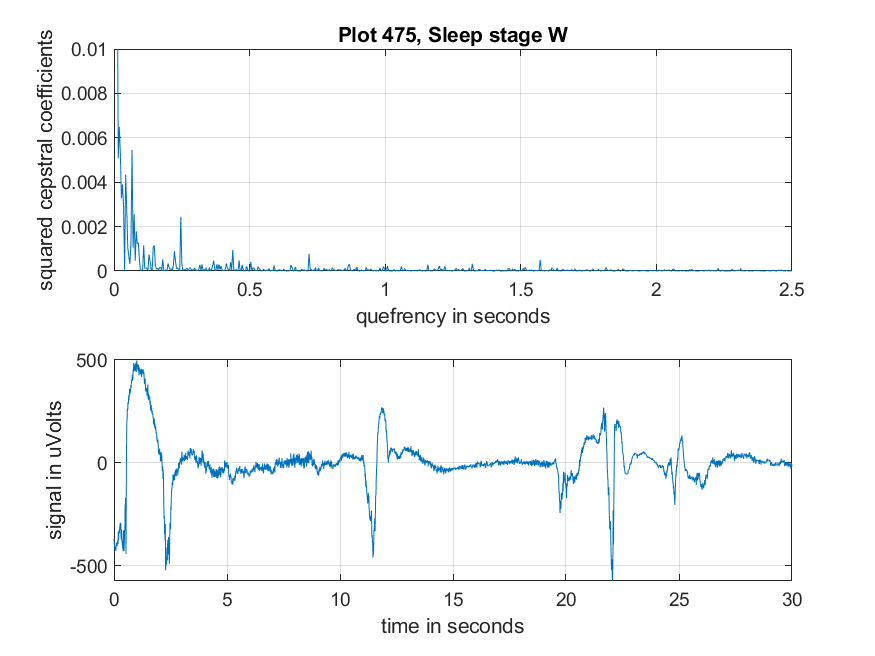 Plot 475, Sleep stage W
squared cepstral coefficients
0.01
0.008
0.006
0.004
0.002
0
0 0.5 1 1.5 2 2.5
quefrency in seconds
signal in uVolts
500
0
-500
0 5 10 15 20 25 30
time in seconds